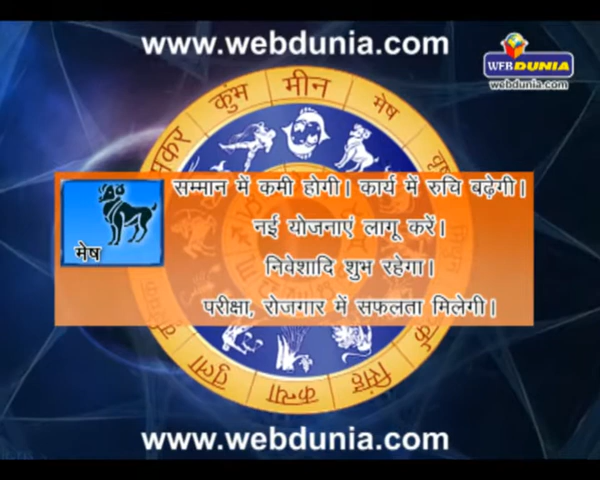 www.webdunia.com
WEBDUNIA
webdunia.com
कुंभ
मीन
मेष
सम्मान में कमी होगी। कार्य में रुचि बढ़ेगी।
नई योजनाएं लागू करें।
निवेशादि शुभ रहेगा।
परीक्षा, रोजगार में सफलता मिलेगी।
मेष
तुला
कन्या
सिंह
www.webdunia.com